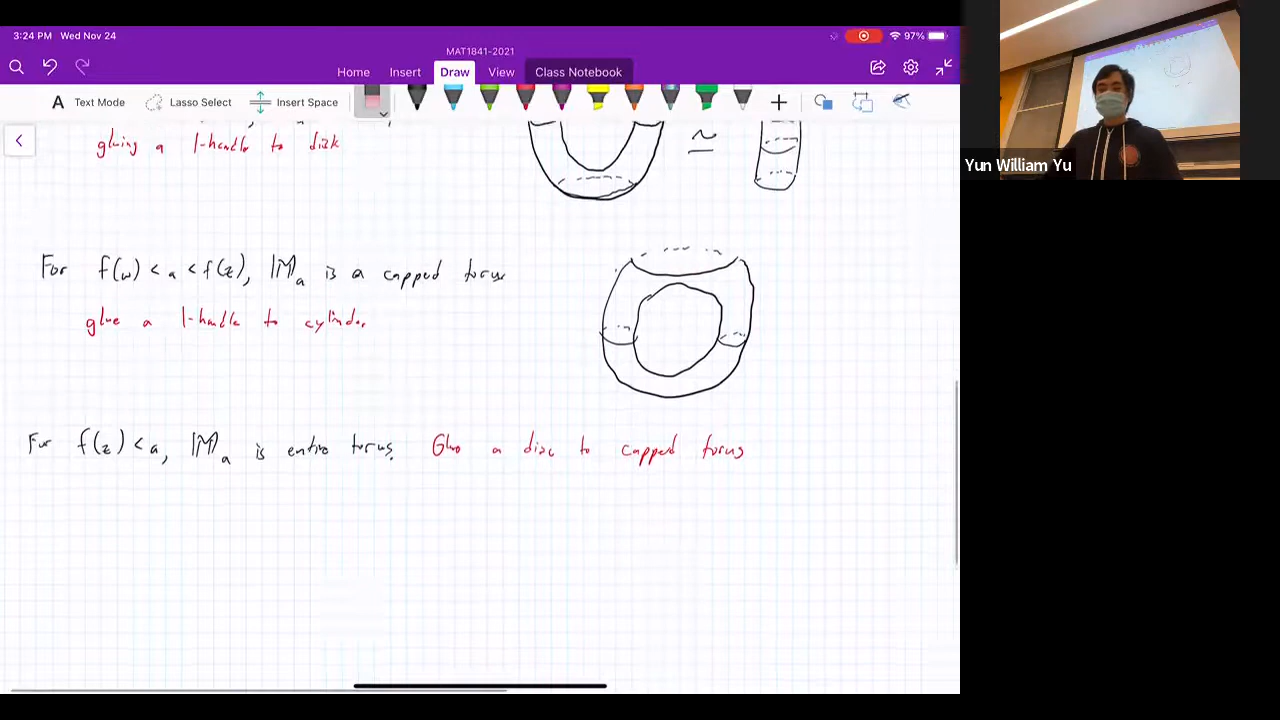 3:24 PM Wed Nov 24
97%
MAT1841-2021
Home Insert Draw View Class Notebook
A Text Mode Lasso Select Insert Space
gluing a 1-handle to disk
≃
For f(w) < a < f(z), M_a is a capped torus
glue a 1-handle to cylinder
For f(z) < a, M_a is entire torus. Glue a disc to capped torus
Yun William Yu